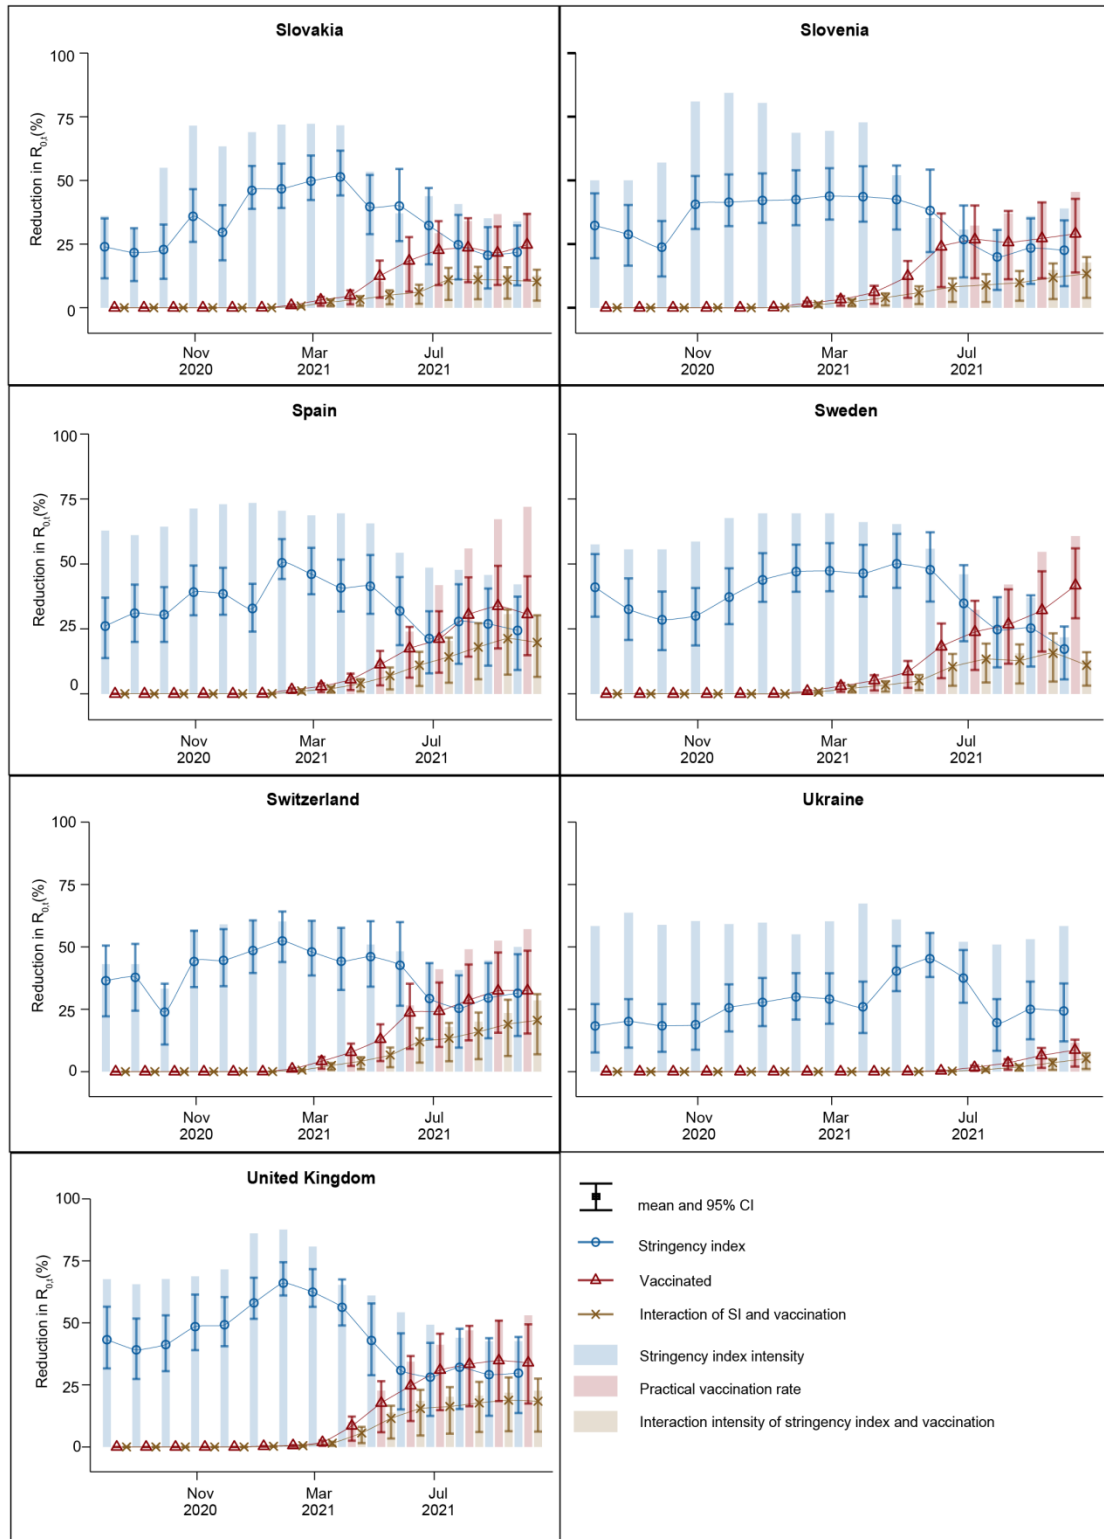 Slovakia
Slovenia
100
75
50
25
0
Reduction in R0,t(%)
Nov
2020
Mar
2021
Jul
2021
Nov
2020
Mar
2021
Jul
2021
Spain
Sweden
100
75
50
25
0
Reduction in R0,t(%)
Nov
2020
Mar
2021
Jul
2021
Nov
2020
Mar
2021
Jul
2021
Switzerland
Ukraine
100
75
50
25
0
Reduction in R0,t(%)
Nov
2020
Mar
2021
Jul
2021
Nov
2020
Mar
2021
Jul
2021
United Kingdom
100
75
50
25
0
Reduction in R0,t(%)
Nov
2020
Mar
2021
Jul
2021
mean and 95% CI
Stringency index
Vaccinated
Interaction of SI and vaccination
Stringency index intensity
Practical vaccination rate
Interaction intensity of stringency index and vaccination